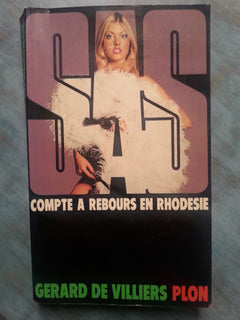 SAS
COMPTE A REBOURS EN RHODESIE
GERARD DE VILLIERS PLON